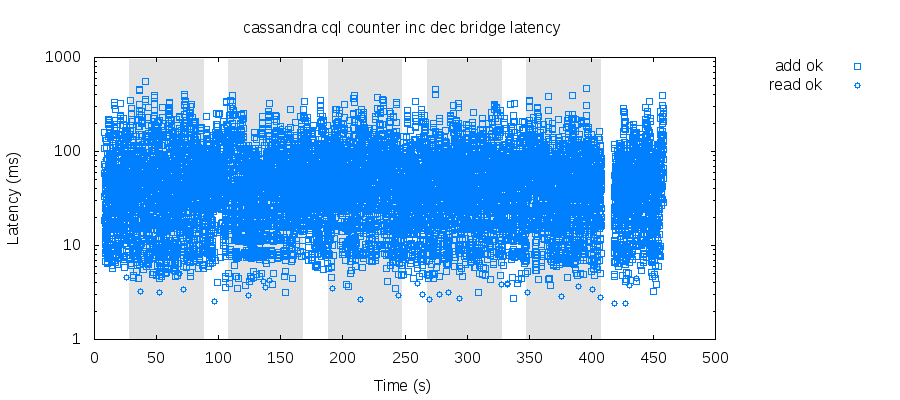 cassandra cql counter inc dec bridge latency
add ok
read ok
Latency (ms)
1000
100
10
1
0 50 100 150 200 250 300 350 400 450 500
Time (s)